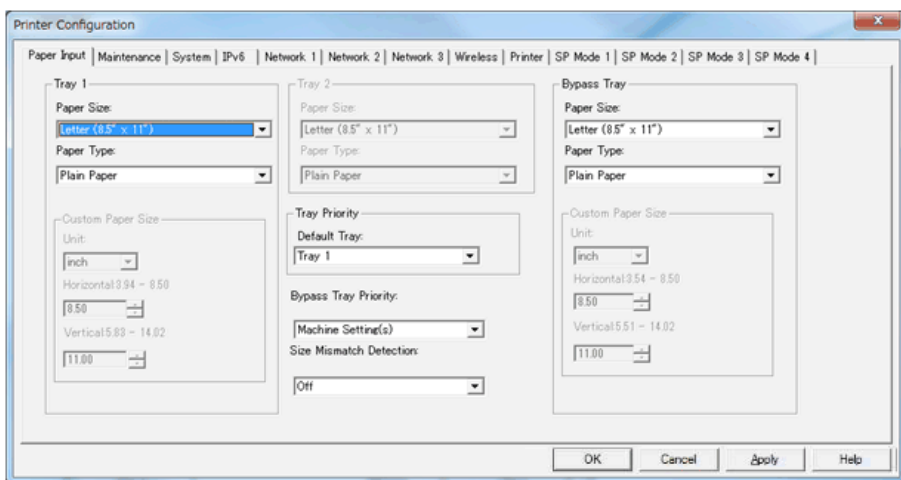 Printer Configuration
Paper Input | Maintenance | System | IPv6 | Network 1 | Network 2 | Network 3 | Wireless | Printer | SP Mode 1 | SP Mode 2 | SP Mode 3 | SP Mode 4
Tray 1
Paper Size:
Letter (8.5" x 11")
Paper Type:
Plain Paper
Custom Paper Size
Unit:
inch
Horizontal:3.94 - 8.50
8.50
Vertical:5.83 - 14.02
11.00
Tray 2
Paper Size:
Letter (8.5" x 11")
Paper Type:
Plain Paper
Tray Priority
Default Tray:
Tray 1
Bypass Tray Priority:
Machine Setting(s)
Size Mismatch Detection:
Off
Bypass Tray
Paper Size:
Letter (8.5" x 11")
Paper Type:
Plain Paper
Custom Paper Size
Unit:
inch
Horizontal:3.54 - 8.50
8.50
Vertical:5.51 - 14.02
11.00
OK
Cancel
Apply
Help